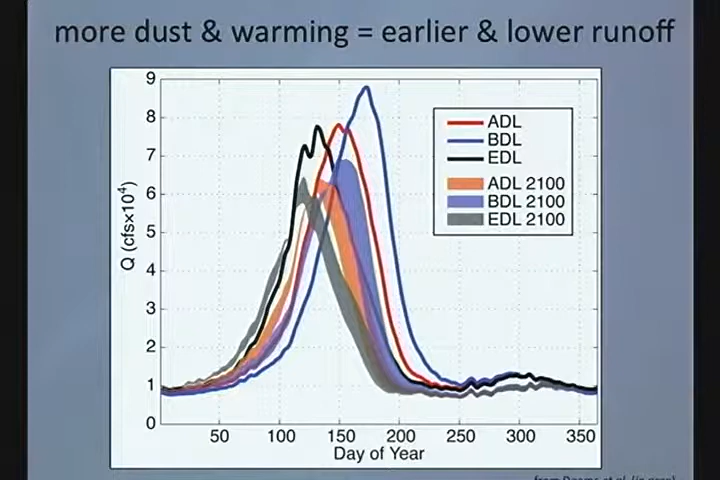 more dust & warming = earlier & lower runoff
9
8
7
6
5
4
3
2
1
0
Q (cfs×10⁴)
ADL
BDL
EDL
ADL 2100
BDL 2100
EDL 2100
50 100 150 200 250 300 350
Day of Year